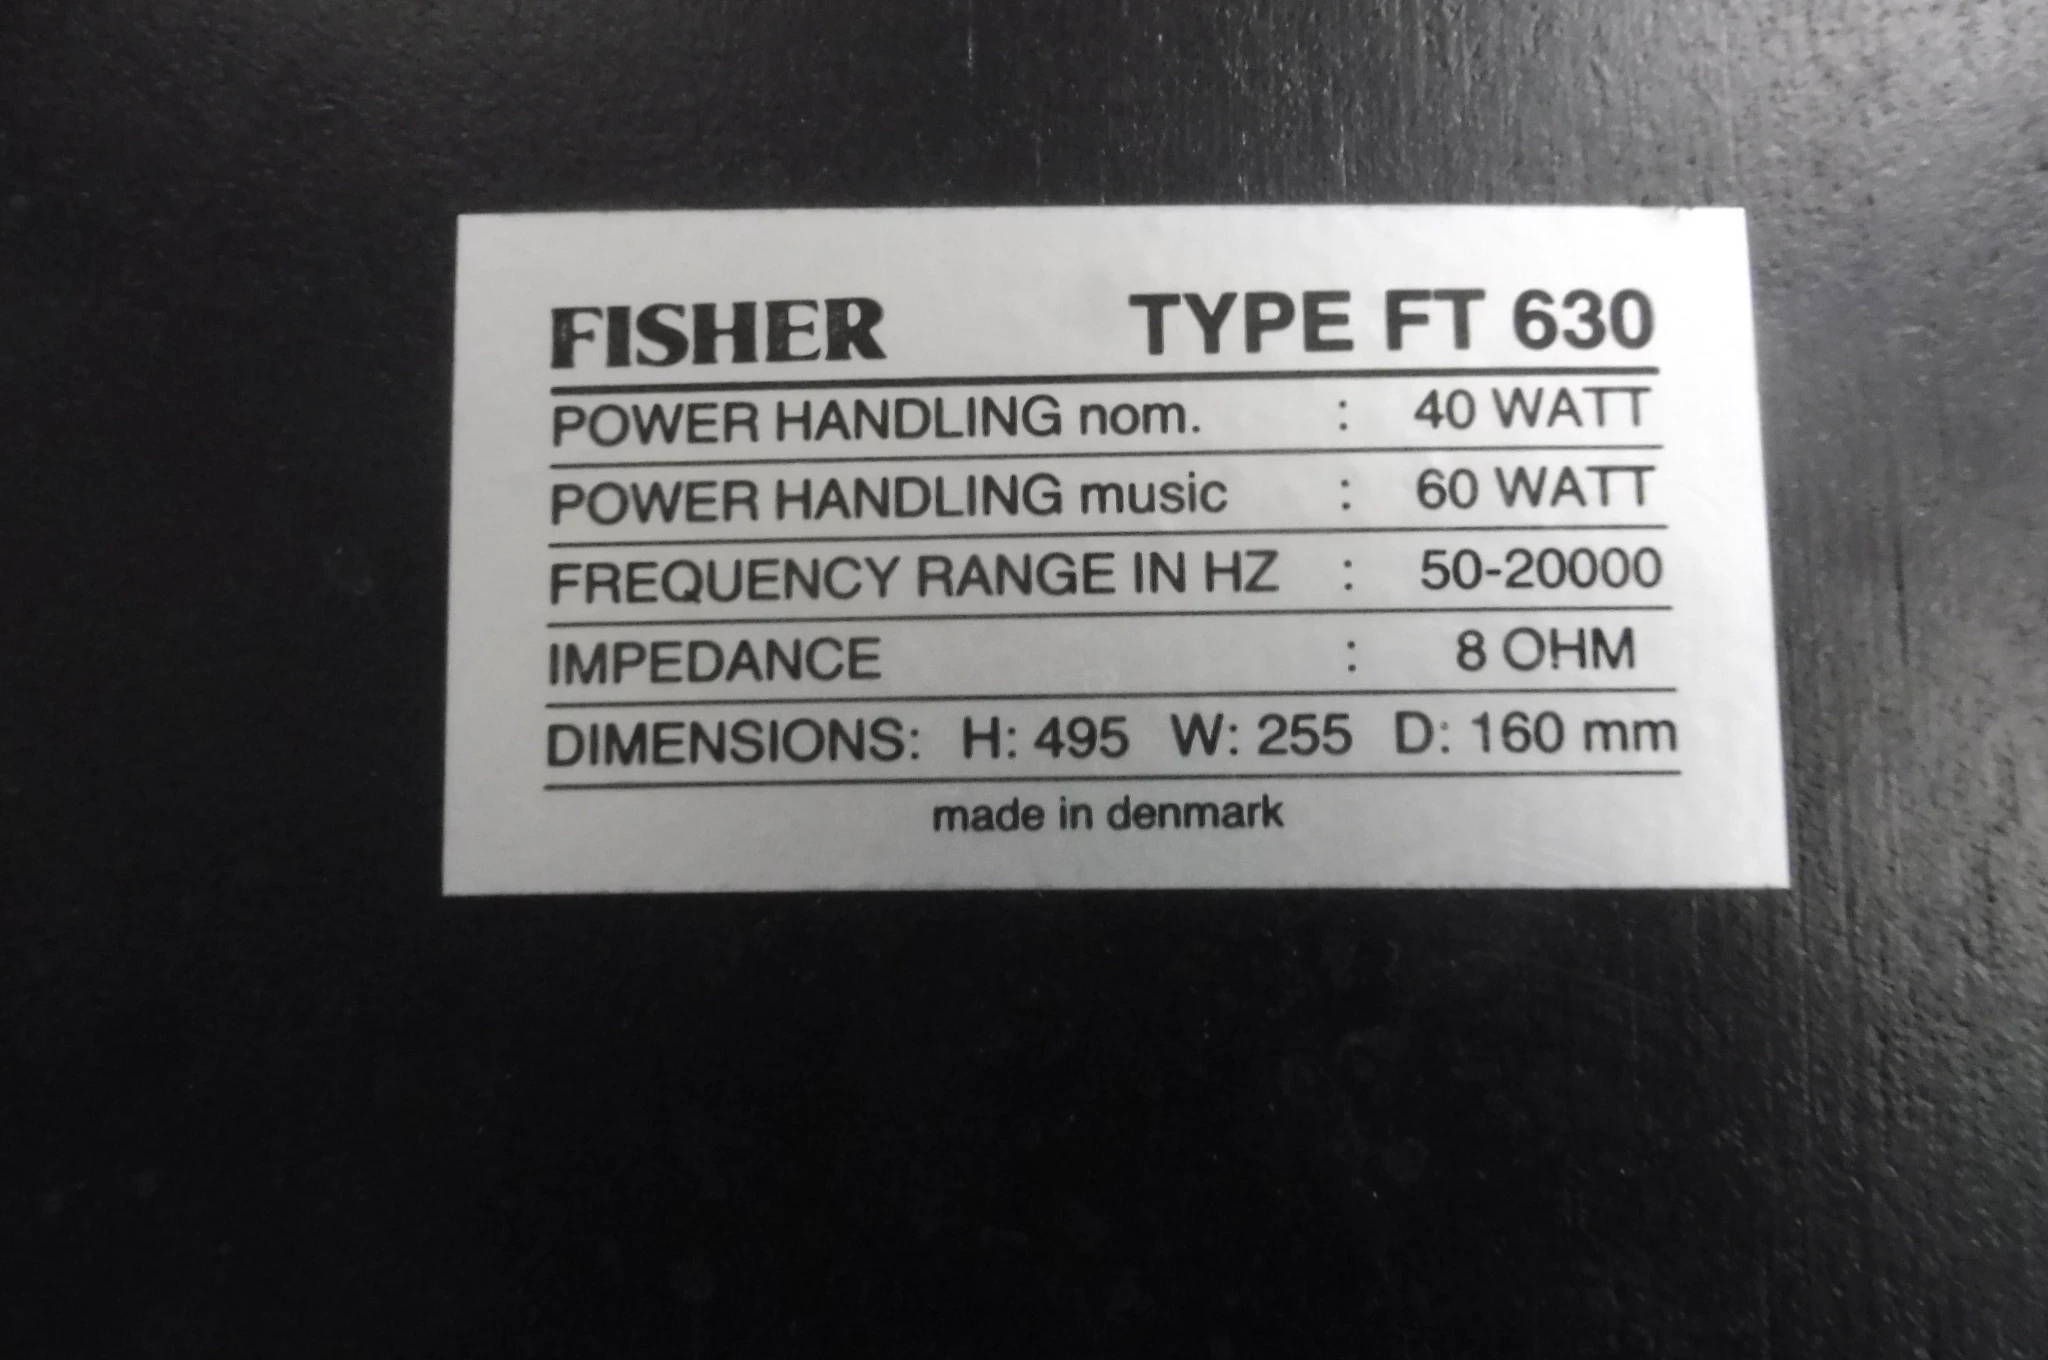 FISHER TYPE FT 630
POWER HANDLING nom. : 40 WATT
POWER HANDLING music : 60 WATT
FREQUENCY RANGE IN HZ : 50-20000
IMPEDANCE : 8 OHM
DIMENSIONS: H: 495 W: 255 D: 160 mm
made in denmark